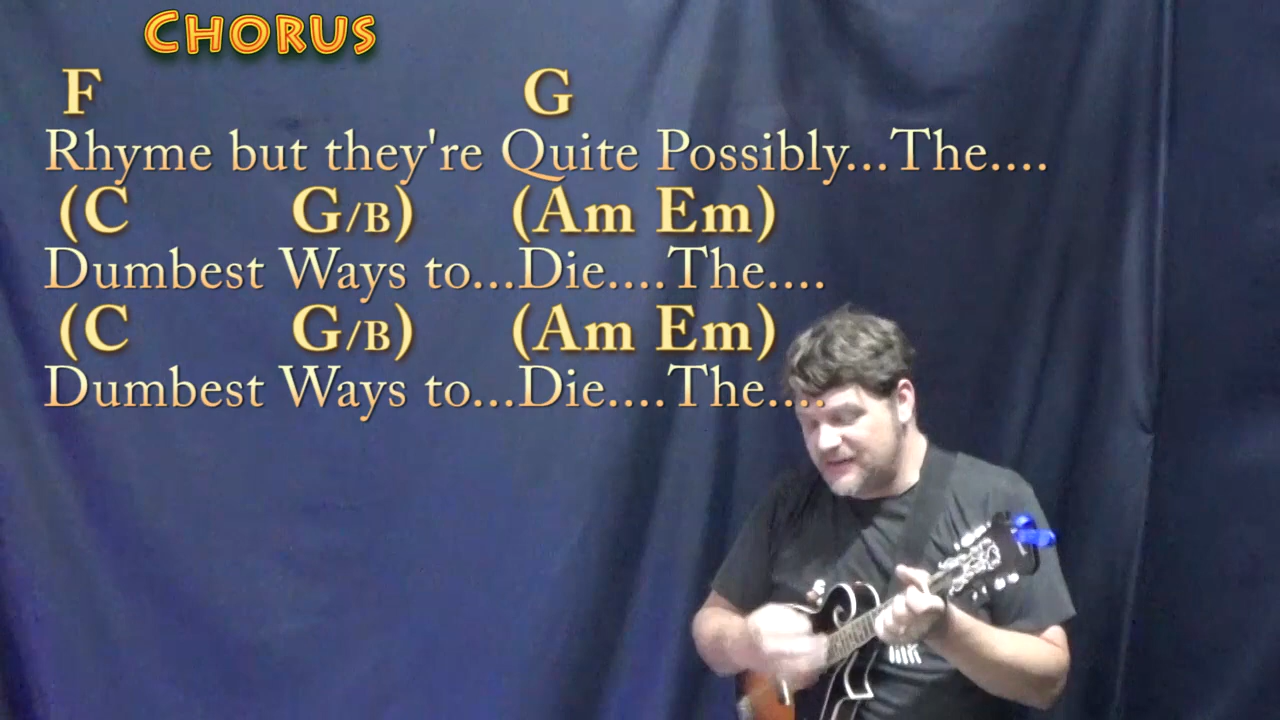 CHORUS
F G
Rhyme but they're Quite Possibly...The....
(C G/B) (Am Em)
Dumbest Ways to...Die....The....
(C G/B) (Am Em)
Dumbest Ways to...Die....The....